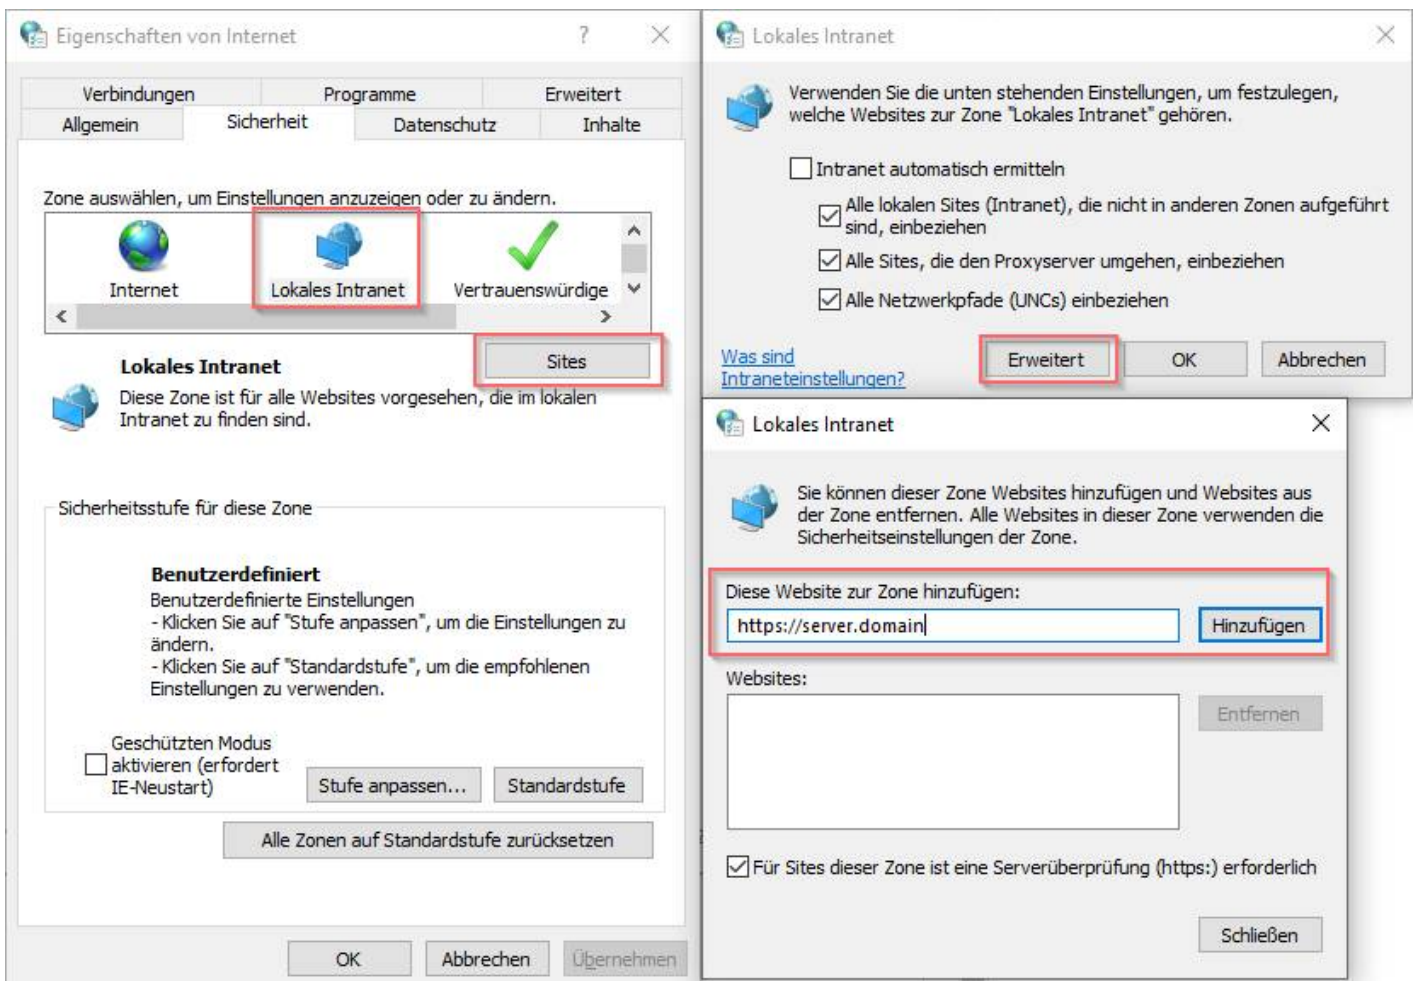 Eigenschaften von Internet
?
Verbindungen
Programme
Erweitert
Allgemein
Sicherheit
Datenschutz
Inhalte
Zone auswählen, um Einstellungen anzuzeigen oder zu ändern.
Internet
Lokales Intranet
Vertrauenswürdige
Sites
Lokales Intranet
Diese Zone ist für alle Websites vorgesehen, die im lokalen
Intranet zu finden sind.
Sicherheitsstufe für diese Zone
Benutzerdefiniert
Benutzerdefinierte Einstellungen
- Klicken Sie auf "Stufe anpassen", um die Einstellungen zu
ändern.
- Klicken Sie auf "Standardstufe", um die empfohlenen
Einstellungen zu verwenden.
Geschützten Modus
aktivieren (erfordert
IE-Neustart)
Stufe anpassen...
Standardstufe
Alle Zonen auf Standardstufe zurücksetzen
OK
Abbrechen
Übernehmen
Lokales Intranet
Verwenden Sie die unten stehenden Einstellungen, um festzulegen,
welche Websites zur Zone "Lokales Intranet" gehören.
Intranet automatisch ermitteln
Alle lokalen Sites (Intranet), die nicht in anderen Zonen aufgeführt
sind, einbeziehen
Alle Sites, die den Proxyserver umgehen, einbeziehen
Alle Netzwerkpfade (UNCs) einbeziehen
Was sind
Intraneteinstellungen?
Erweitert
OK
Abbrechen
Lokales Intranet
Sie können dieser Zone Websites hinzufügen und Websites aus
der Zone entfernen. Alle Websites in dieser Zone verwenden die
Sicherheitseinstellungen der Zone.
Diese Website zur Zone hinzufügen:
https://server.domain
Hinzufügen
Websites:
Entfernen
Für Sites dieser Zone ist eine Serverüberprüfung (https:) erforderlich
Schließen